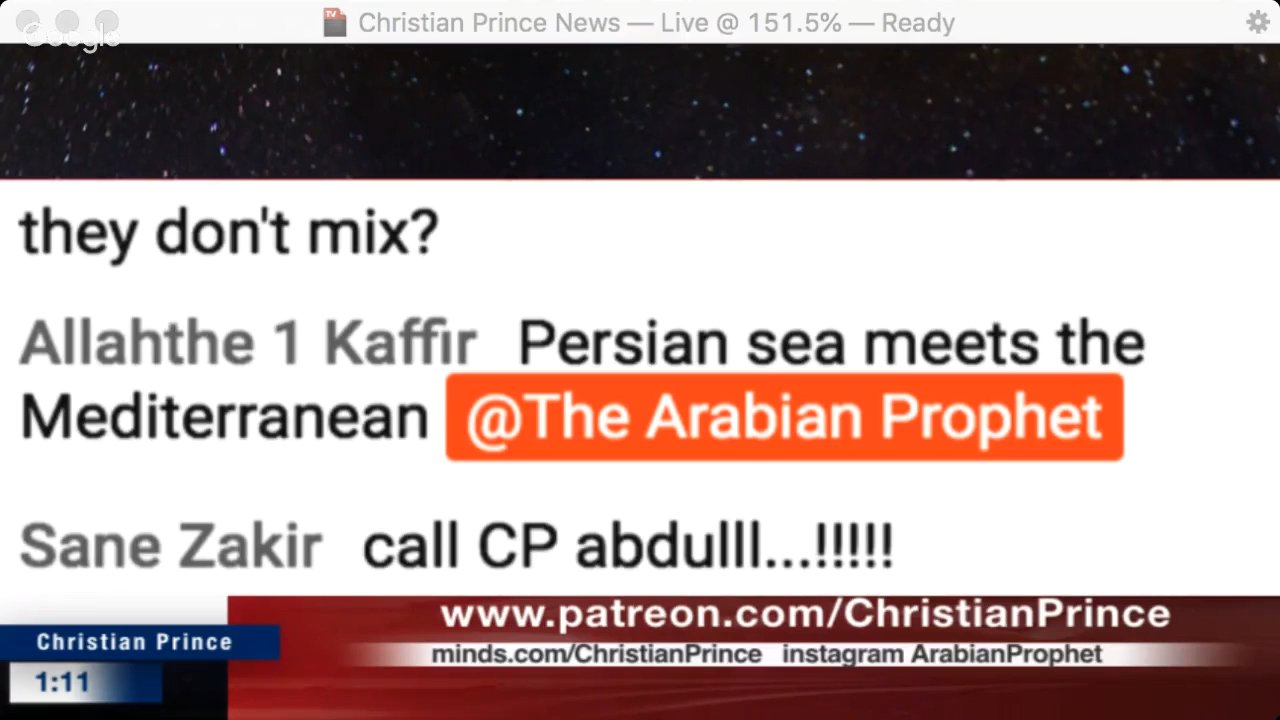 Christian Prince News — Live @ 151.5% — Ready
Google
they don't mix?
Allahthe 1 Kaffir Persian sea meets the
Mediterranean @The Arabian Prophet
Sane Zakir call CP abdulll...!!!!!
www.patreon.com/ChristianPrince
Christian Prince
minds.com/ChristianPrince instagram ArabianProphet
1:11